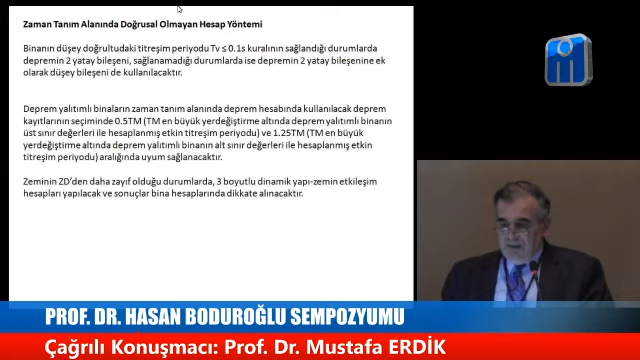 Zaman Tanım Alanında Doğrusal Olmayan Hesap Yöntemi
Binanın düşey doğrultudaki titreşim periyodu Tv ≤ 0.1s kuralının sağlandığı durumlarda
depremin 2 yatay bileşeni, sağlanamadığı durumlarda ise depremin 2 yatay bileşenine ek
olarak düşey bileşeni de kullanılacaktır.
Deprem yalıtımlı binaların zaman tanım alanında deprem hesabında kullanılacak deprem
kayıtlarının seçiminde 0.5TM (TM en büyük yerdeğiştirme altında deprem yalıtımlı binanın
üst sınır değerleri ile hesaplanmış etkin titreşim periyodu) ve 1.25TM (TM en büyük
yerdeğiştirme altında deprem yalıtımlı binanın alt sınır değerleri ile hesaplanmış etkin
titreşim periyodu) aralığında uyum sağlanacaktır.
Zeminin ZD'den daha zayıf olduğu durumlarda, 3 boyutlu dinamik yapı-zemin etkileşim
hesapları yapılacak ve sonuçlar bina hesaplarında dikkate alınacaktır.
PROF. DR. HASAN BODUROĞLU SEMPOZYUMU
Çağrılı Konuşmacı: Prof. Dr. Mustafa ERDİK